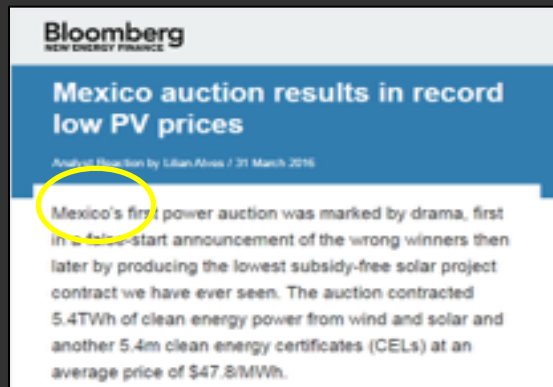 Bloomberg
NEW ENERGY FINANCE
Mexico auction results in record
low PV prices
Analyst Reaction by Lilian Alves / 31 March 2016
Mexico's first power auction was marked by drama, first
in a false-start announcement of the wrong winners then
later by producing the lowest subsidy-free solar project
contract we have ever seen. The auction contracted
5.4TWh of clean energy power from wind and solar and
another 5.4m clean energy certificates (CELs) at an
average price of $47.8/MWh.